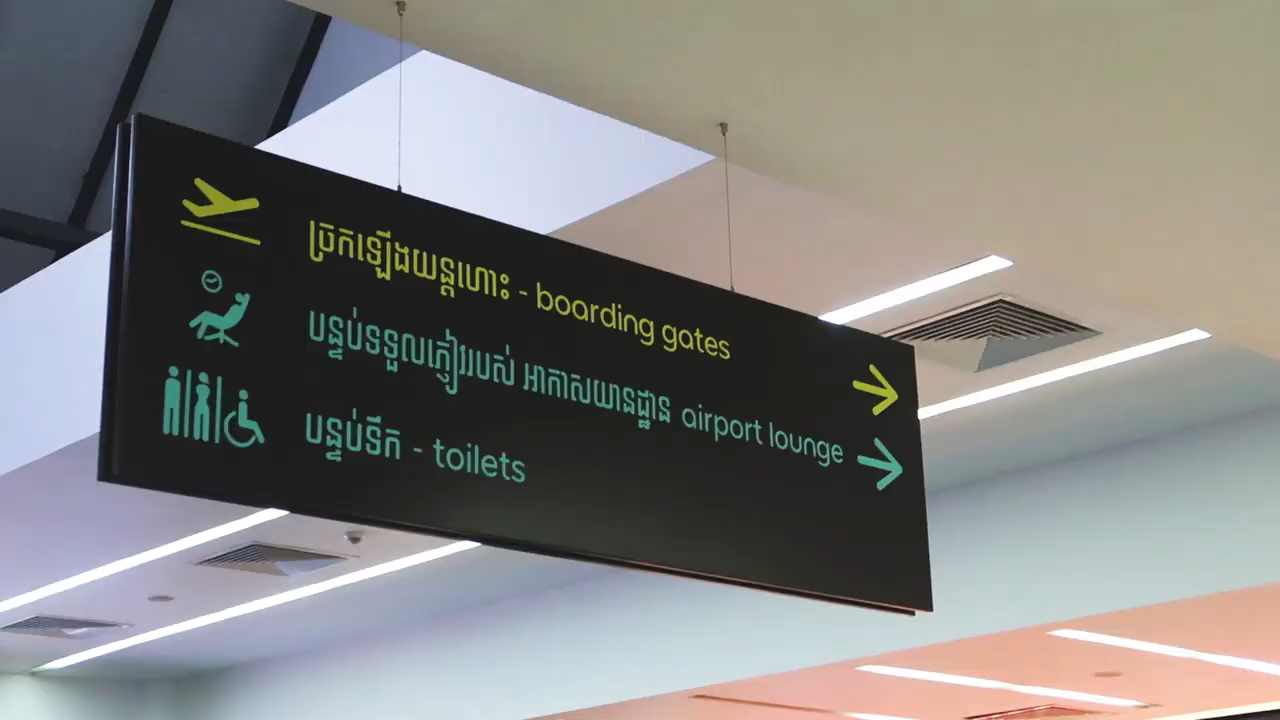 ច្រកឡើងយន្តហោះ - boarding gates
បន្ទប់ទទួលភ្ញៀវរបស់ អាកាសយានដ្ឋាន airport lounge
បន្ទប់ទឹក - toilets